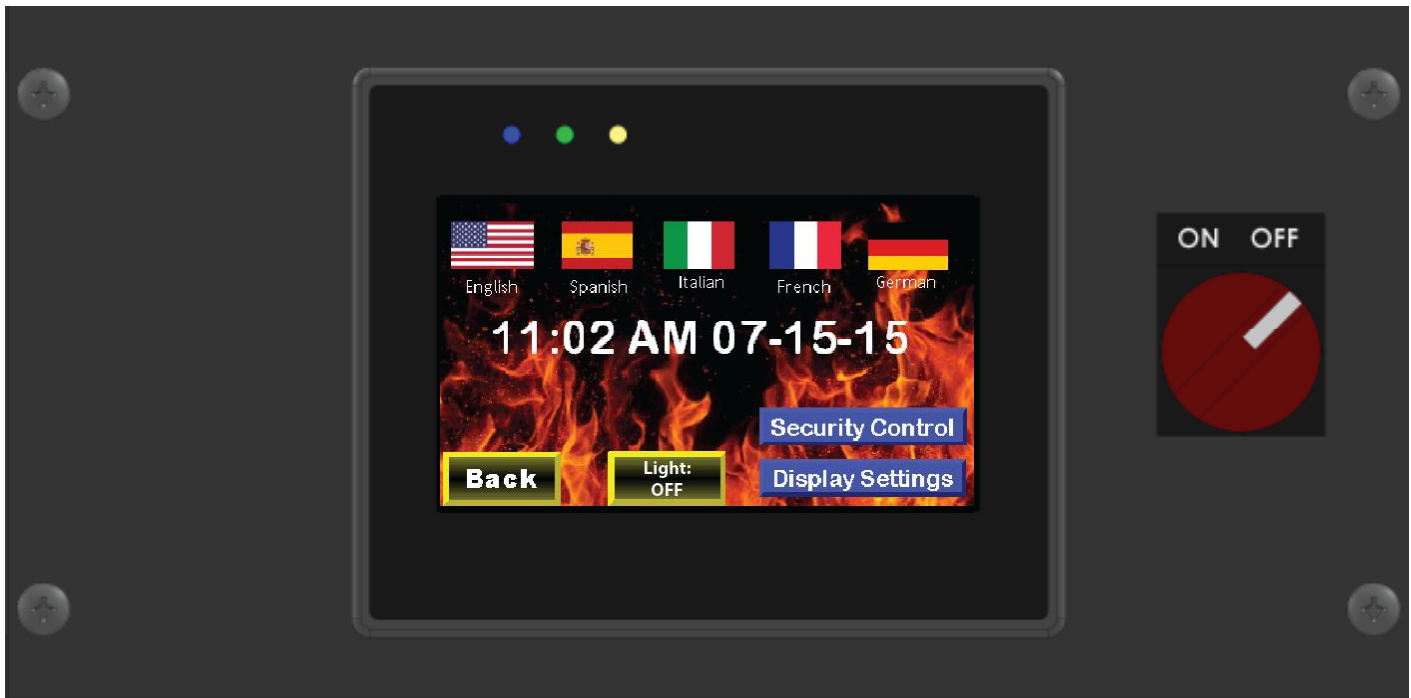 English Spanish Italian French German
11:02 AM 07-15-15
Security Control
Back
Light:
OFF
Display Settings
ON OFF